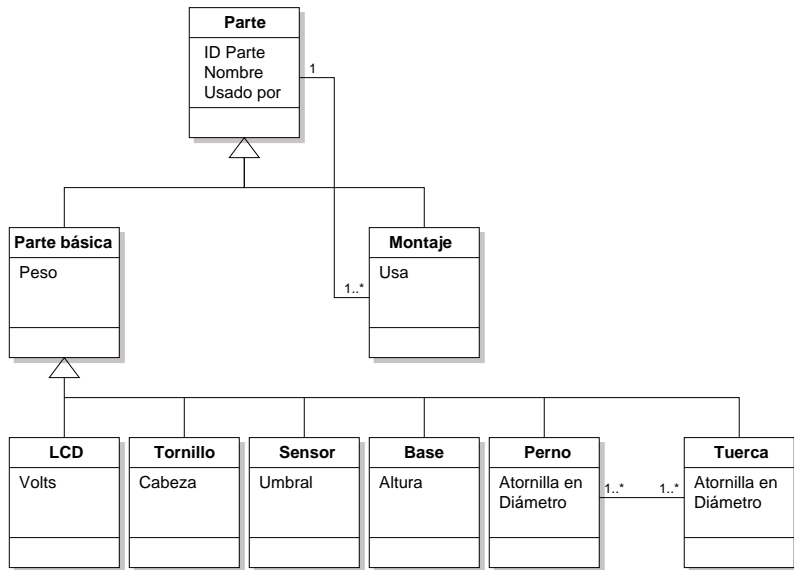 Parte
ID Parte
Nombre
Usado por
1
Parte básica
Peso
Montaje
Usa
1..*
LCD
Volts
Tornillo
Cabeza
Sensor
Umbral
Base
Altura
Perno
Atornilla en
Diámetro
1..*
1..*
Tuerca
Atornilla en
Diámetro